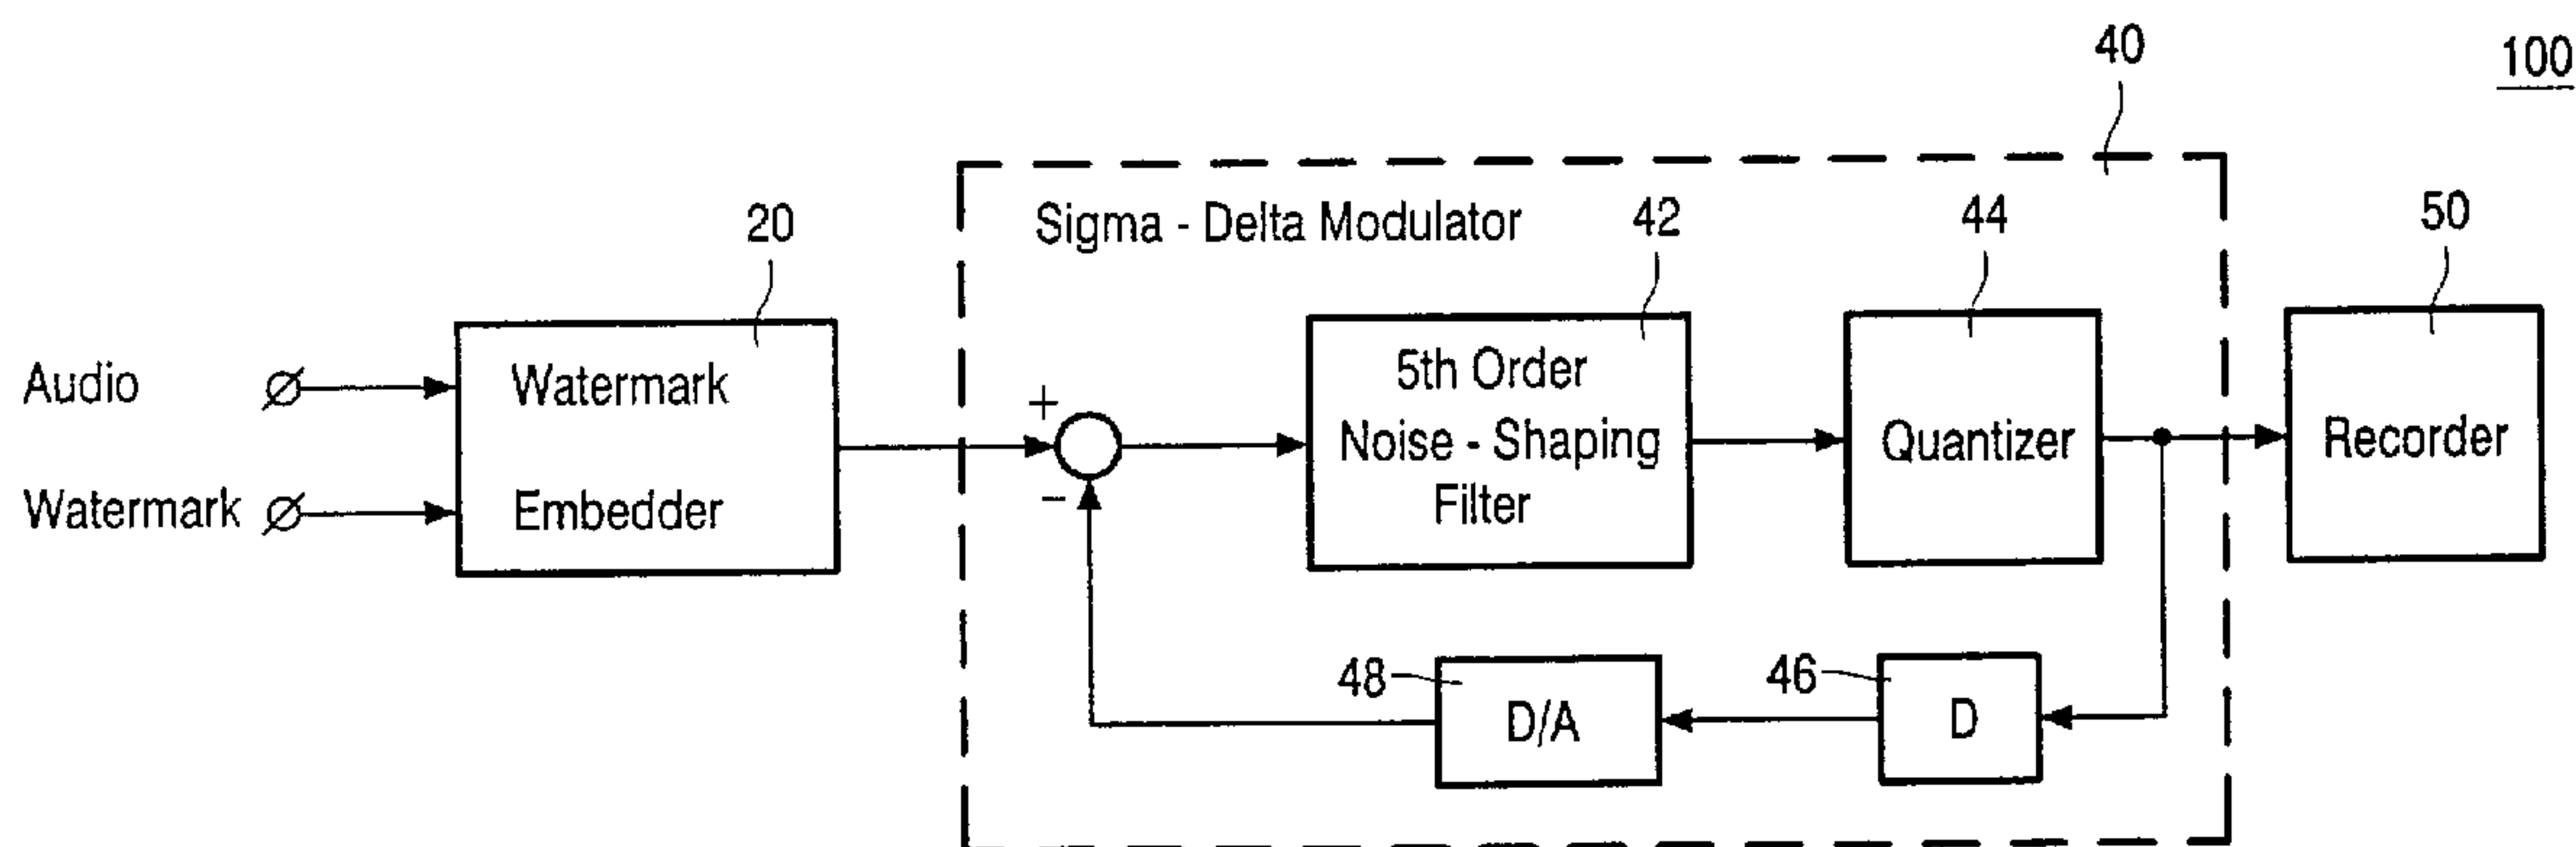 40
100
20
Sigma - Delta Modulator
42
44
50
Audio
Watermark
Embedder
Watermark
+
−
5th Order
Noise - Shaping
Filter
Quantizer
Recorder
48
D/A
46
D